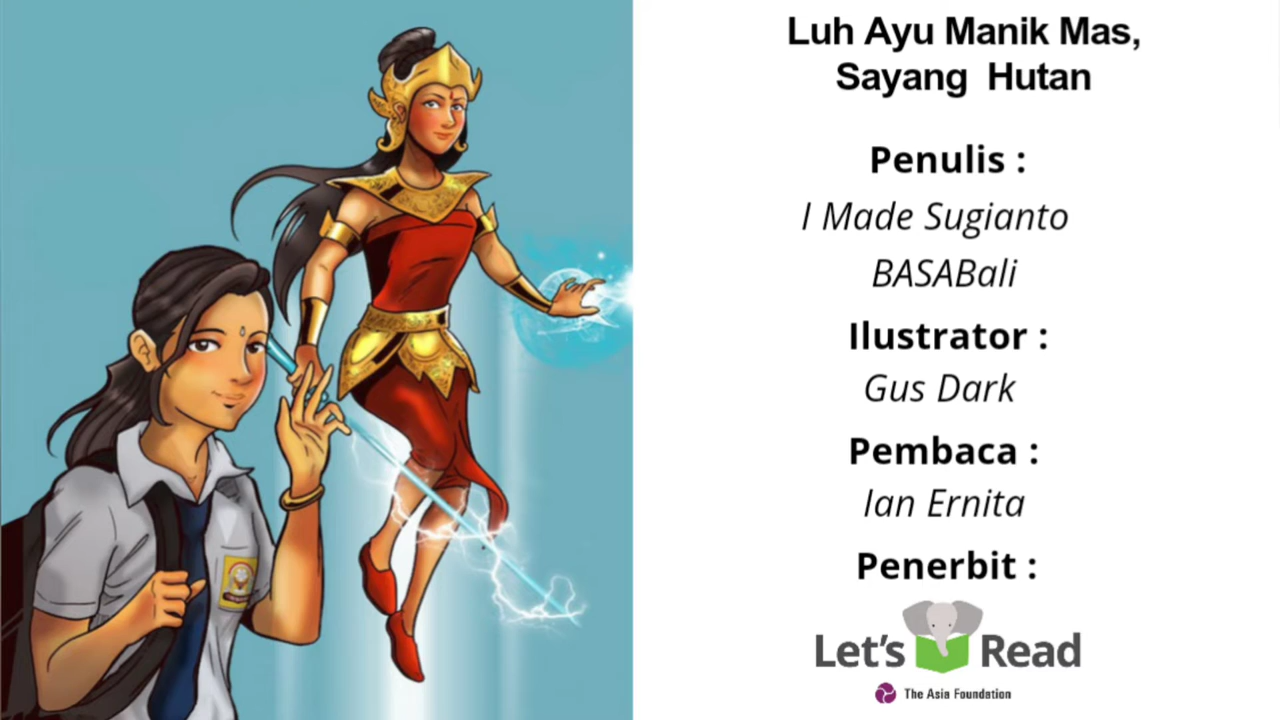 Luh Ayu Manik Mas,
Sayang Hutan
Penulis :
I Made Sugianto
BASABali
Ilustrator :
Gus Dark
Pembaca :
Ian Ernita
Penerbit :
Let's Read
The Asia Foundation